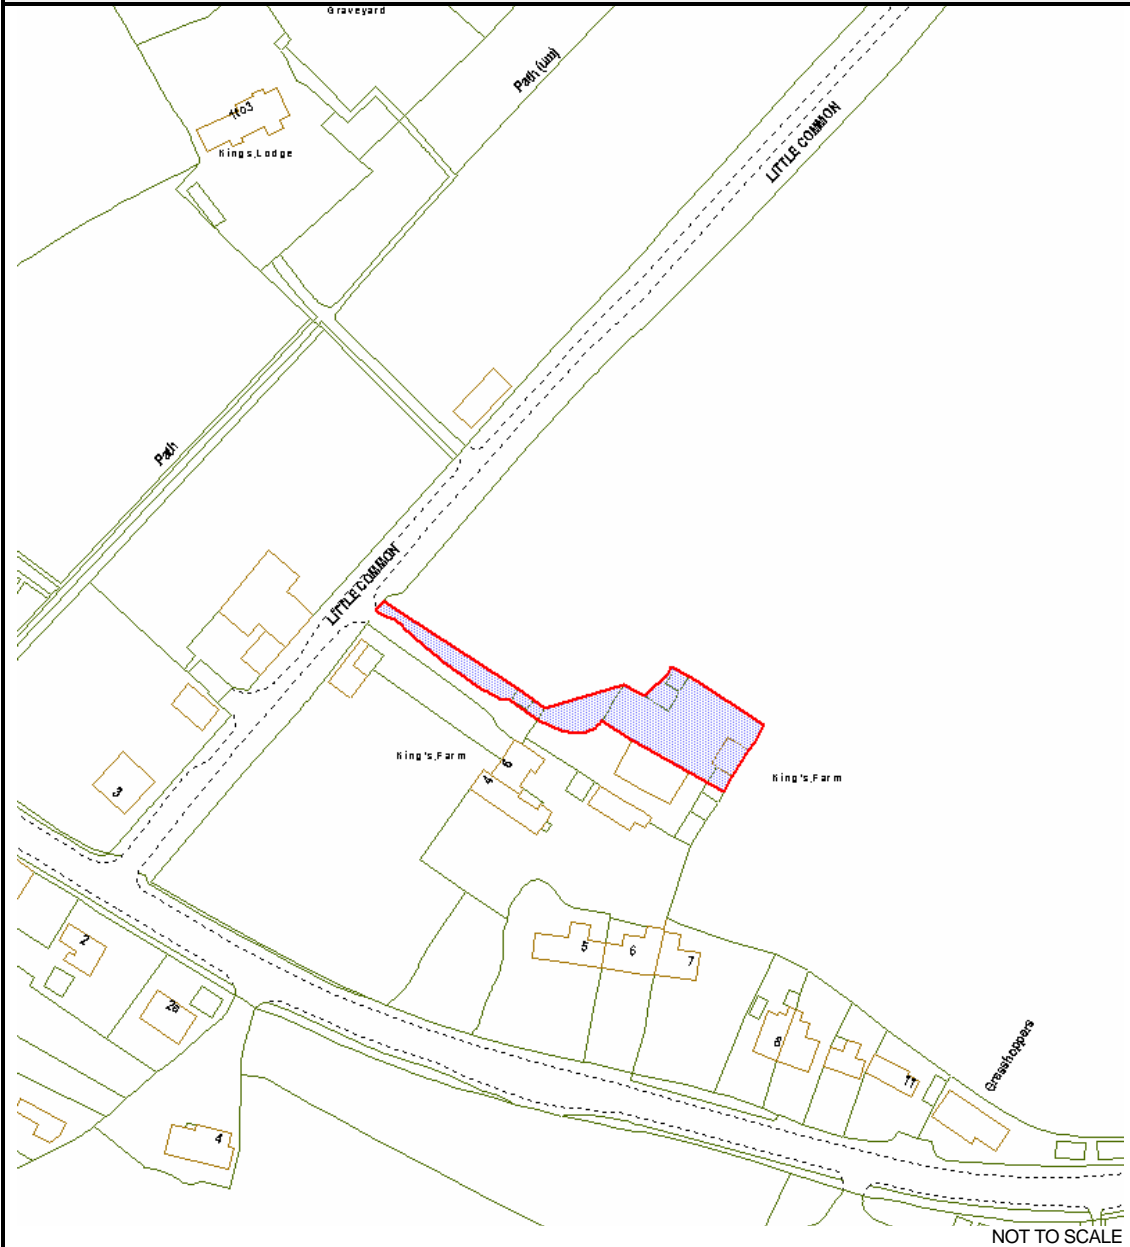 Graveyard
Path (um)
1to3
Kings Lodge
LITTLE COMMON
Path
LITTLE COMMON
King's Farm
6
4
King's Farm
3
2
2a
5
6
7
8
11
Grasshoppers
4
NOT TO SCALE